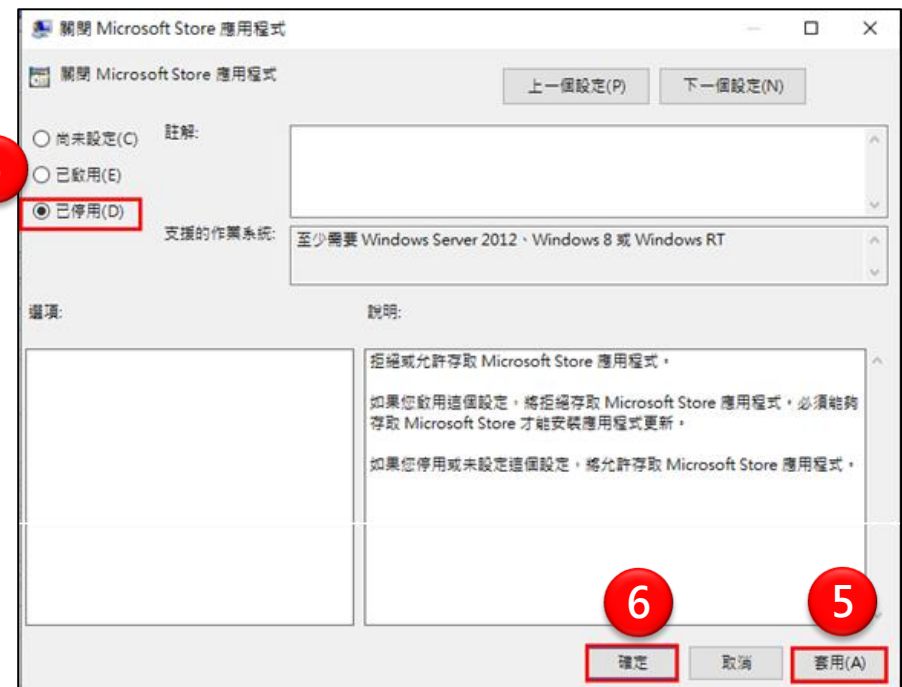 關閉 Microsoft Store 應用程式
關閉 Microsoft Store 應用程式
上一個設定(P)
下一個設定(N)
尚未設定(C)
註解:
已啟用(E)
已停用(D)
支援的作業系統:
至少需要 Windows Server 2012、Windows 8 或 Windows RT
選項:
說明:
拒絕或允許存取 Microsoft Store 應用程式。
如果您啟用這個設定，將拒絕存取 Microsoft Store 應用程式。必須能夠
存取 Microsoft Store 才能安裝應用程式更新。
如果您停用或未設定這個設定，將允許存取 Microsoft Store 應用程式。
6
5
確定
取消
套用(A)